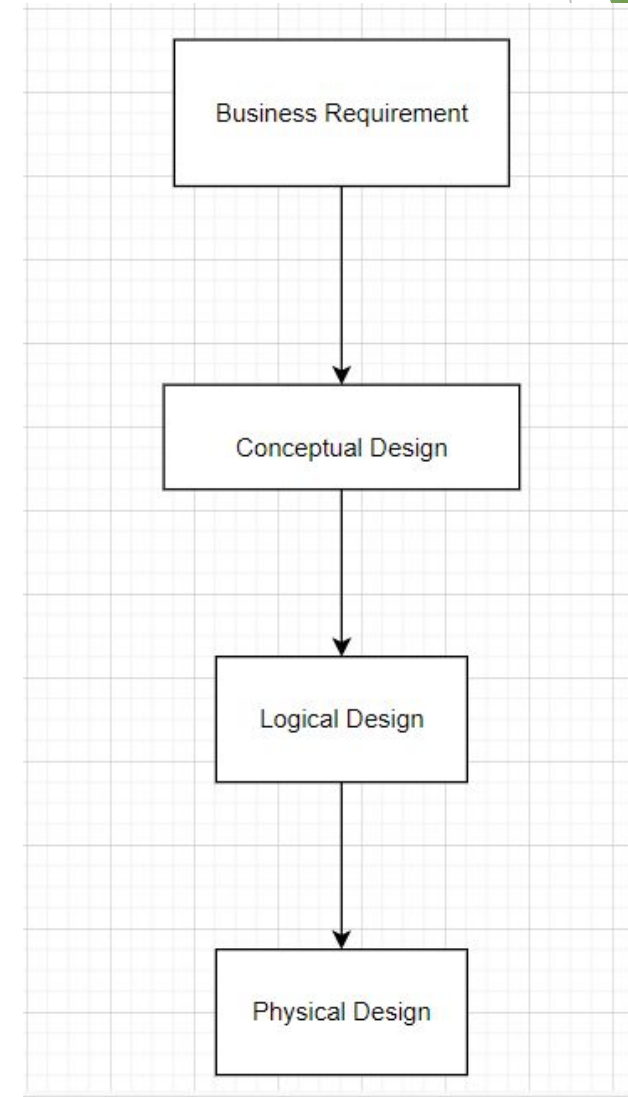 Business Requirement
Conceptual Design
Logical Design
Physical Design